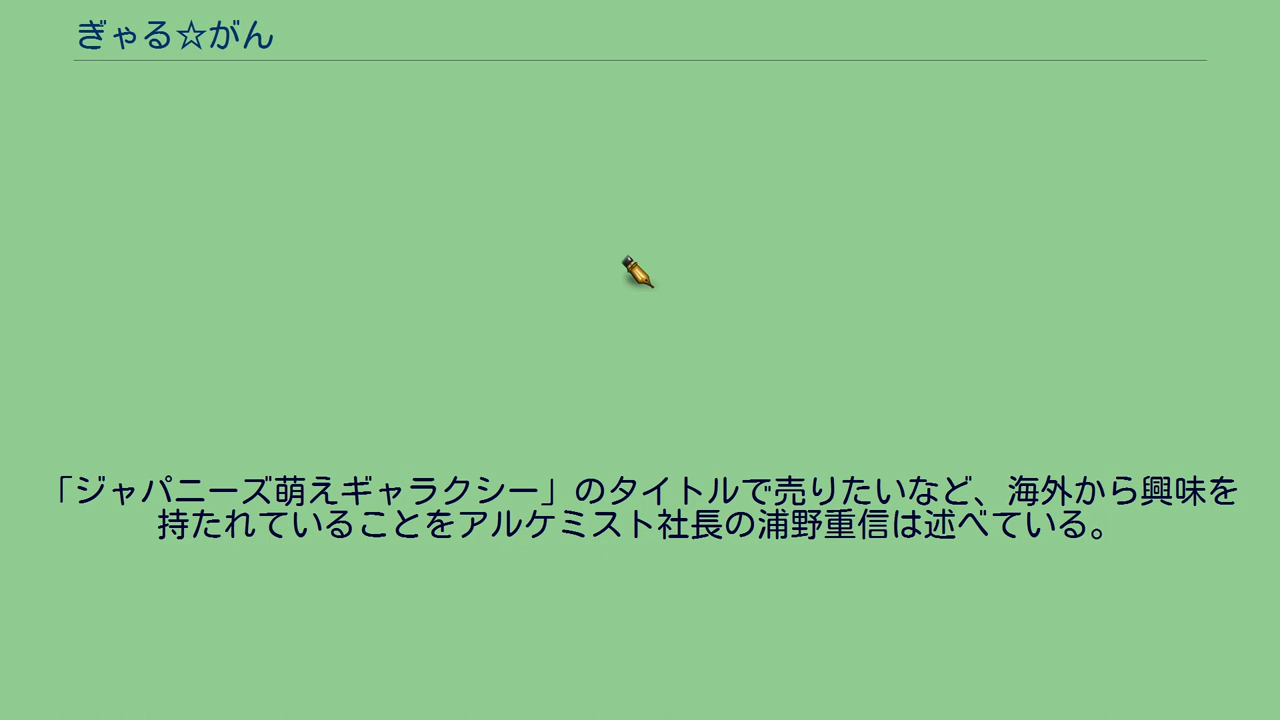 ぎゃる☆がん
「ジャパニーズ萌えギャラクシー」のタイトルで売りたいなど、海外から興味を
持たれていることをアルケミスト社長の浦野重信は述べている。